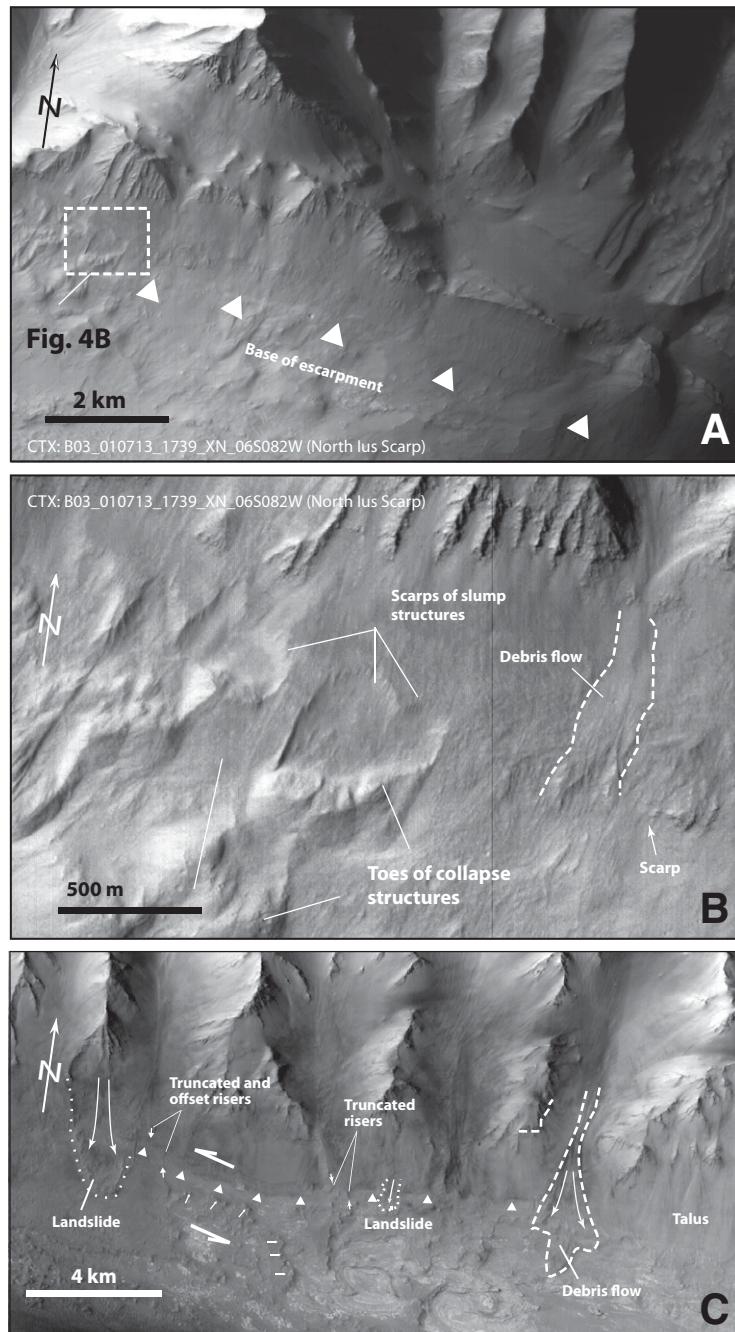 N
Fig. 4B
Base of escarpment
2 km
CTX: B03_010713_1739_XN_06S082W (North Ius Scarp)
A
CTX: B03_010713_1739_XN_06S082W (North Ius Scarp)
N
Scarps of slump
structures
Debris flow
Toes of collapse
structures
Scarp
500 m
B
N
Truncated and
offset risers
Truncated
risers
Landslide
Landslide
Talus
Debris flow
4 km
C